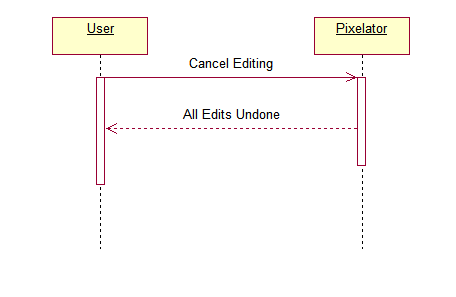 User
Pixelator
Cancel Editing
All Edits Undone